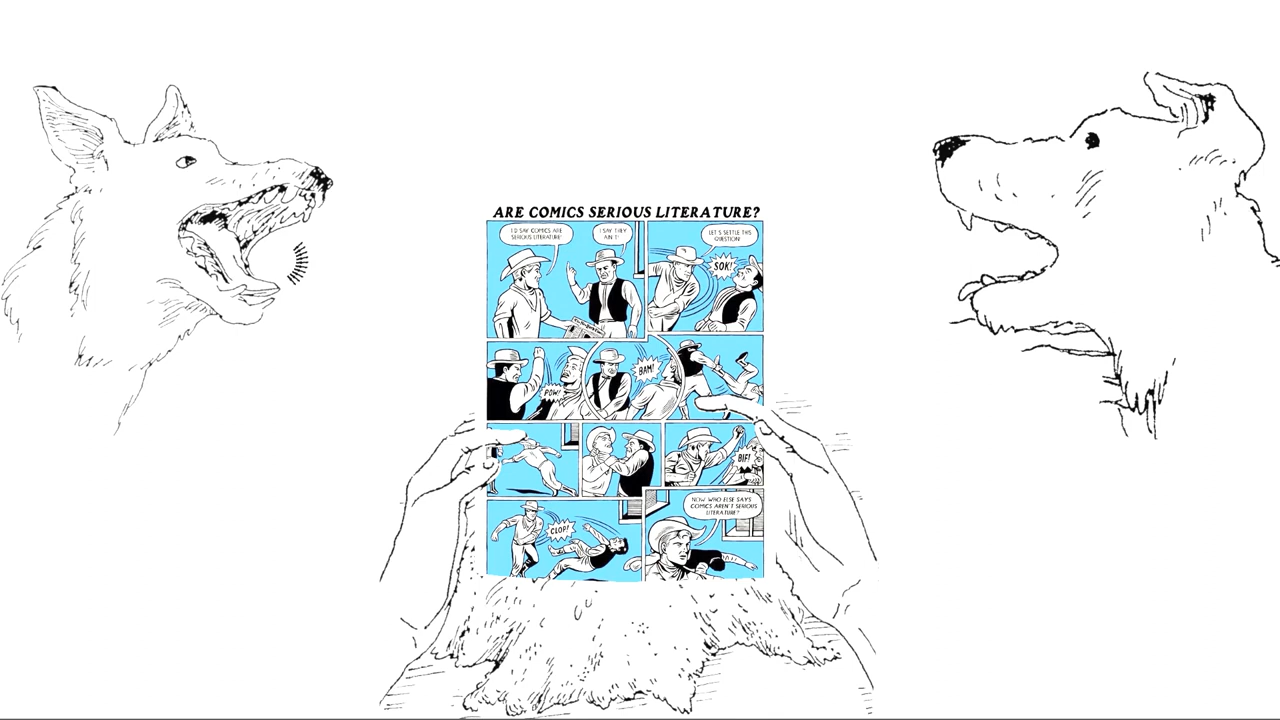 ARE COMICS SERIOUS LITERATURE?
I'D SAY COMICS ARE
SERIOUS LITERATURE!
I SAY THEY
AIN'T!
LET'S SETTLE THIS
QUESTION!
SOK!
POW!
BAM!
BIF!
CLOP!
NOW WHO ELSE SAYS
COMICS AREN'T SERIOUS
LITERATURE?